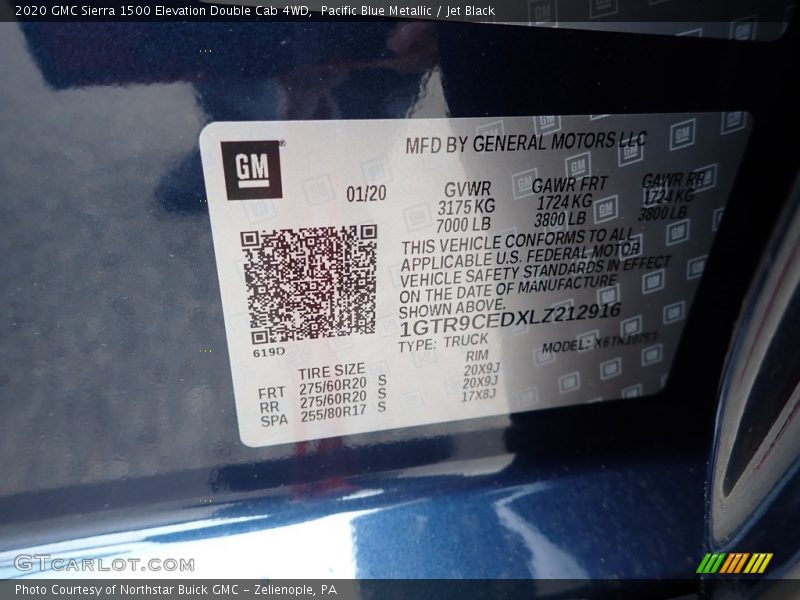 2020 GMC Sierra 1500 Elevation Double Cab 4WD, Pacific Blue Metallic / Jet Black
GM
MFD BY GENERAL MOTORS LLC
01/20
GVWR GAWR FRT GAWR RR
3175 KG 1724 KG 1724 KG
7000 LB 3800 LB 3800 LB
THIS VEHICLE CONFORMS TO ALL
APPLICABLE U.S. FEDERAL MOTOR
VEHICLE SAFETY STANDARDS IN EFFECT
ON THE DATE OF MANUFACTURE
SHOWN ABOVE.
1GTR9CEDXLZ212916
TYPE: TRUCK MODEL: X6TK10753
619D
TIRE SIZE RIM
FRT 275/60R20 S 20X9J
RR 275/60R20 S 20X9J
SPA 255/80R17 S 17X8J
GTCARLOT.COM
Photo Courtesy of Northstar Buick GMC - Zelienople, PA